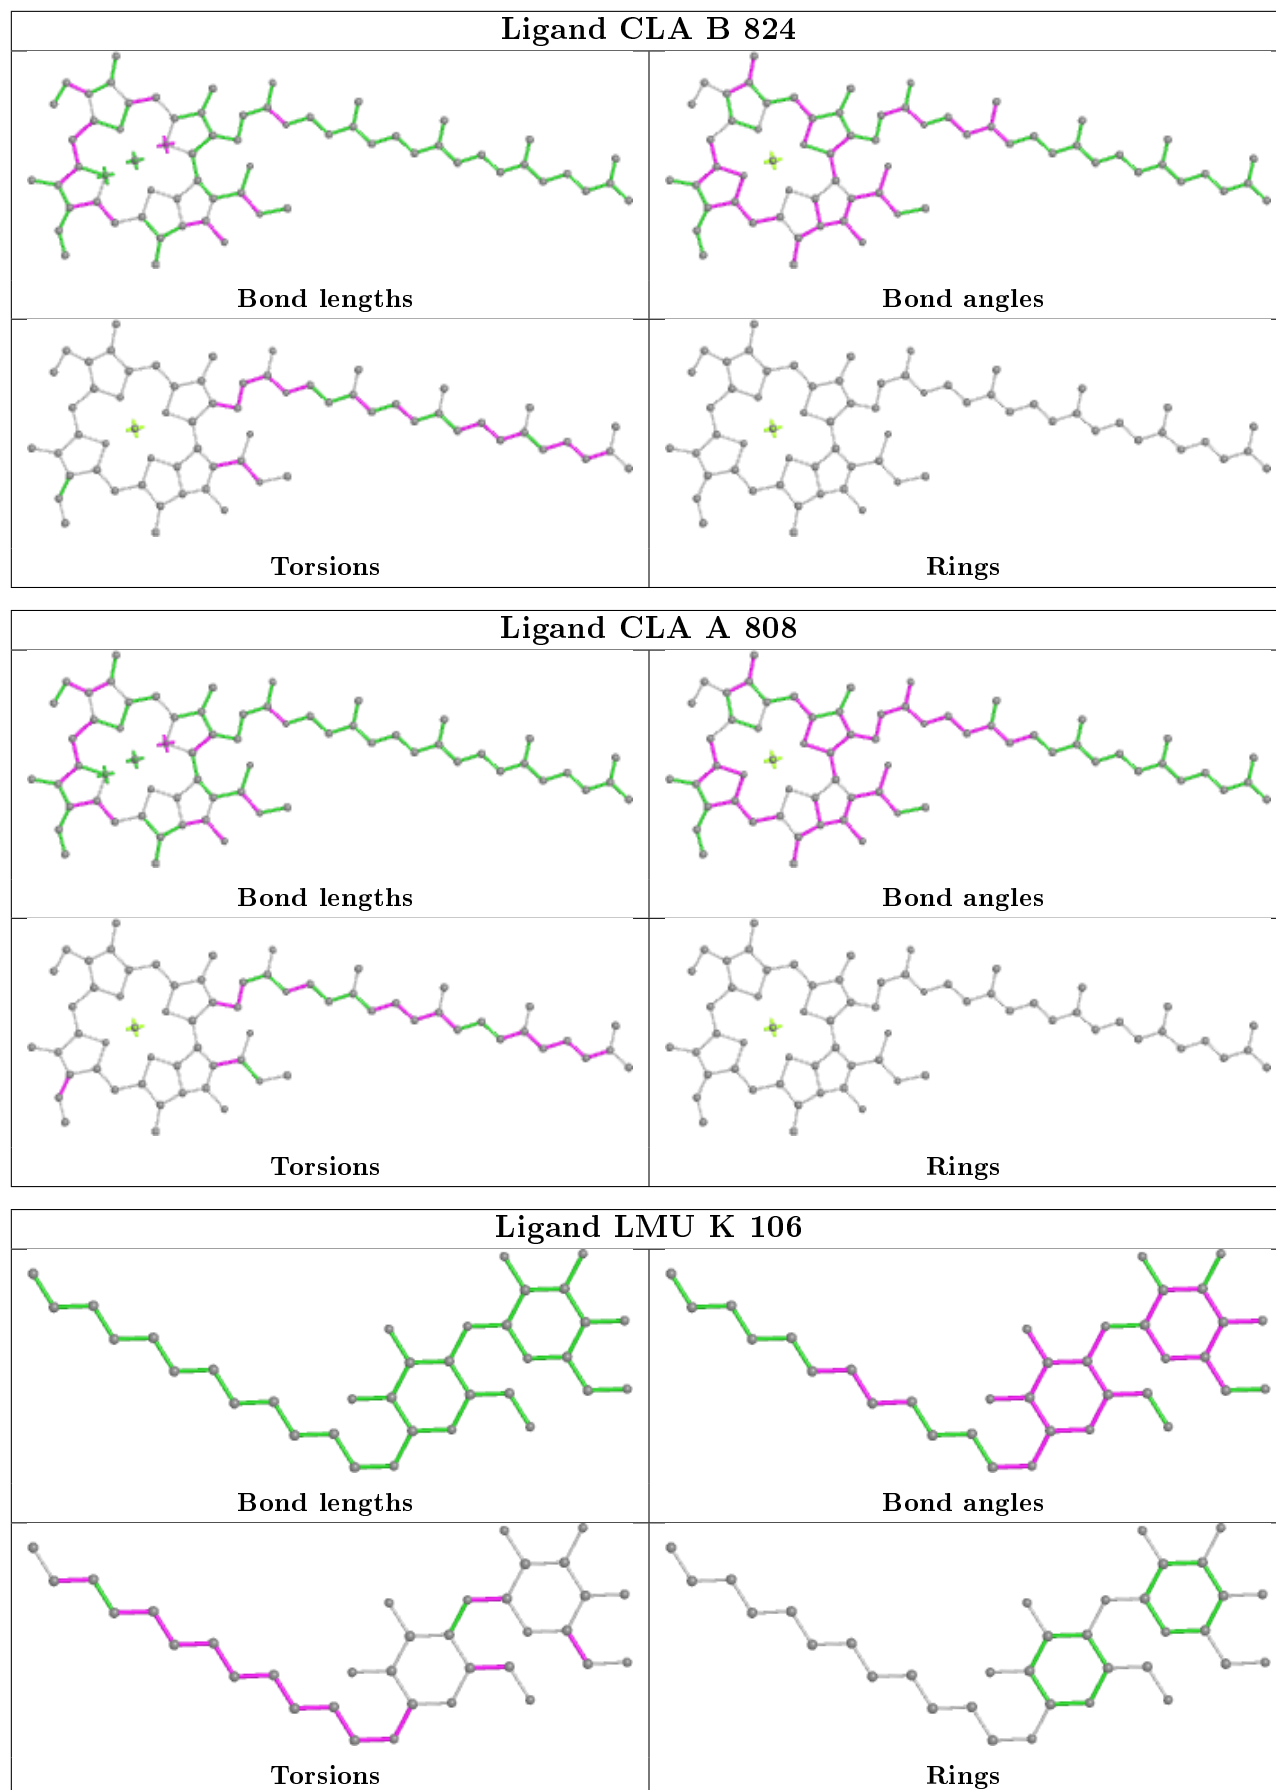 Ligand CLA B 824
Bond lengths
Bond angles
Torsions
Rings
Ligand CLA A 808
Bond lengths
Bond angles
Torsions
Rings
Ligand LMU K 106
Bond lengths
Bond angles
Torsions
Rings